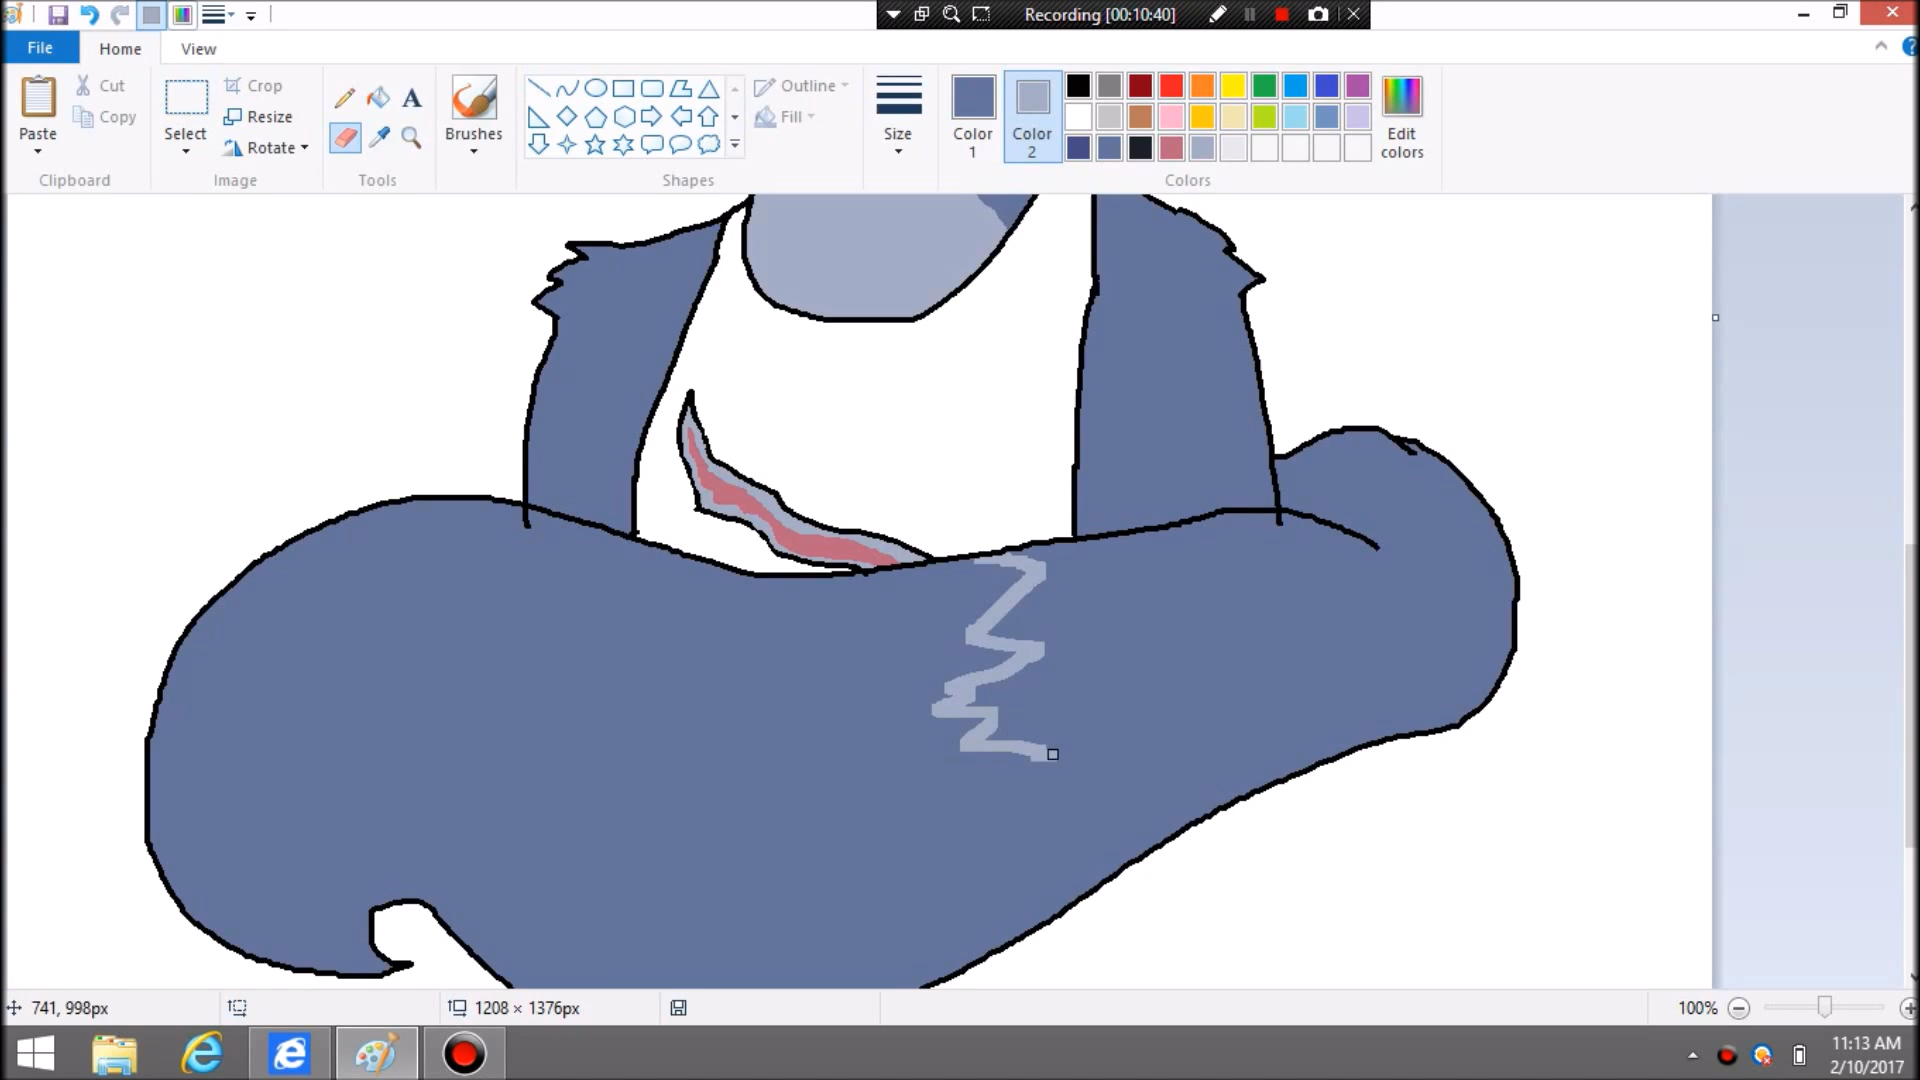 Recording [00:10:40]
File Home View
Cut Crop Outline
Copy Resize Fill
Paste Select Rotate Brushes Size Color 1 Color 2 Edit colors
Clipboard Image Tools Shapes Colors
741, 998px 1208 × 1376px 100%
11:13 AM
2/10/2017